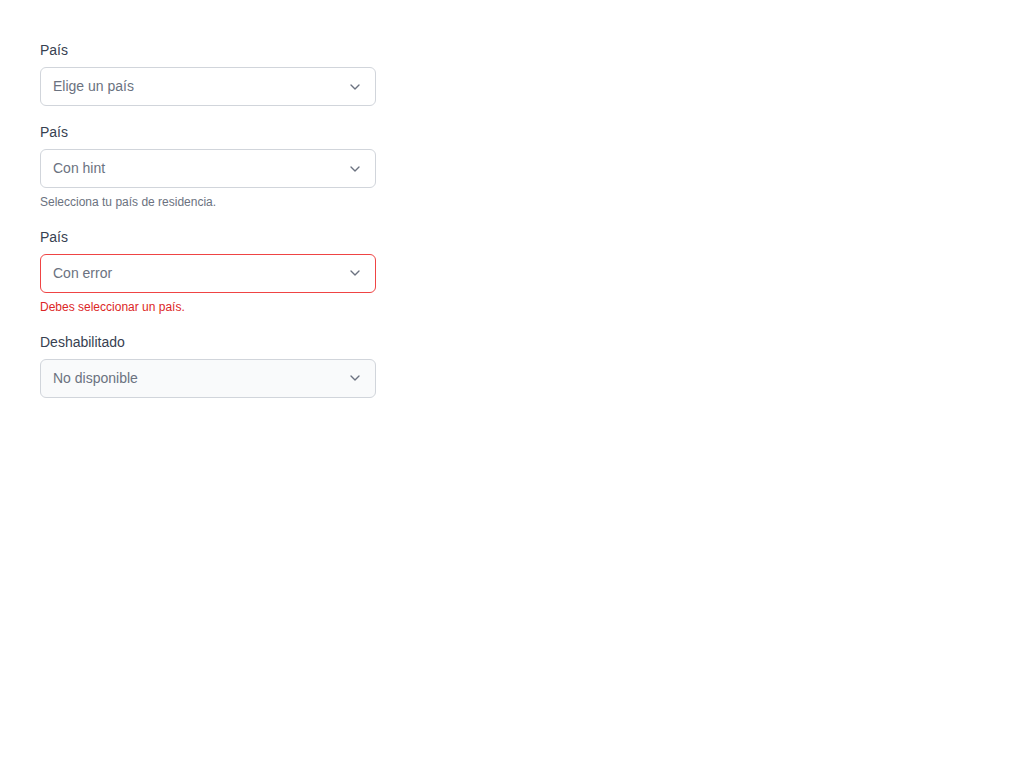 País
Elige un país
País
Con hint
Selecciona tu país de residencia.
País
Con error
Debes seleccionar un país.
Deshabilitado
No disponible